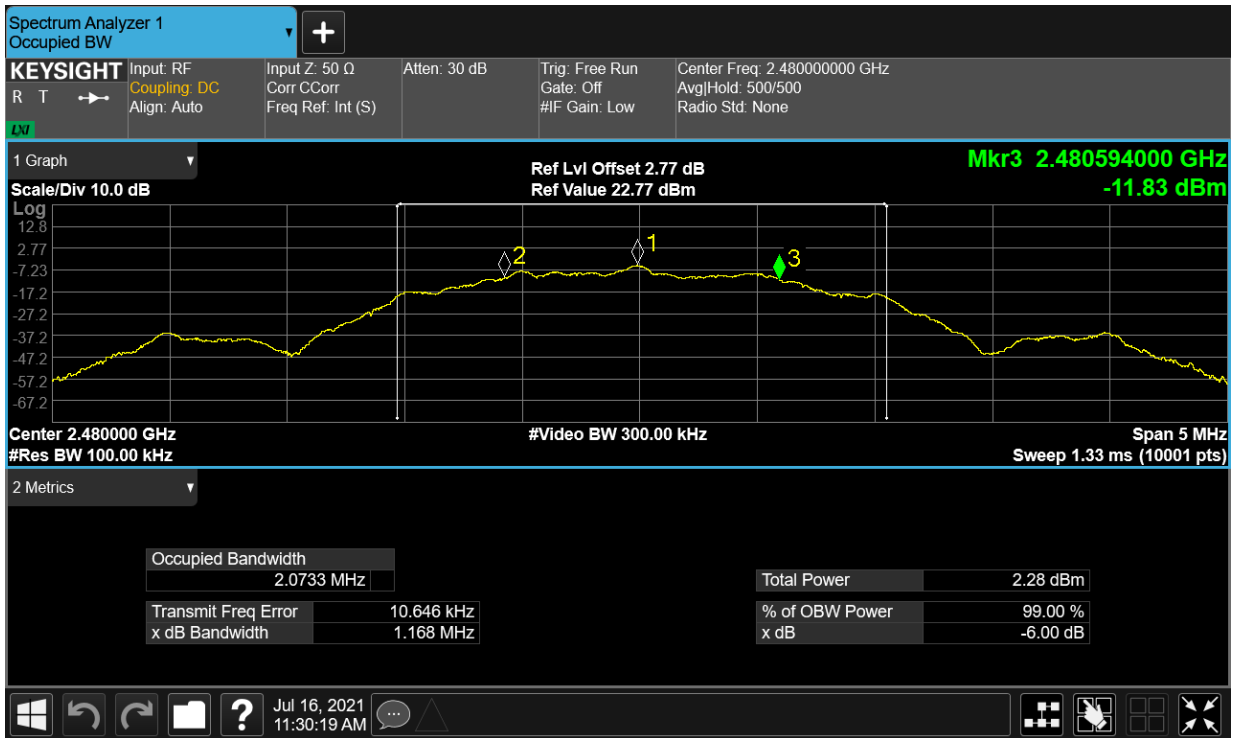 Spectrum Analyzer 1
Occupied BW
KEYSIGHT
R T
LXI
Input: RF
Coupling: DC
Align: Auto
Input Z: 50 Ω
Corr CCorr
Freq Ref: Int (S)
Atten: 30 dB
Trig: Free Run
Gate: Off
#IF Gain: Low
Center Freq: 2.480000000 GHz
Avg|Hold: 500/500
Radio Std: None
1 Graph
Scale/Div 10.0 dB
Ref Lvl Offset 2.77 dB
Ref Value 22.77 dBm
Mkr3 2.480594000 GHz
-11.83 dBm
Log
12.8
2.77
-7.23
-17.2
-27.2
-37.2
-47.2
-57.2
-67.2
2
1
3
Center 2.480000 GHz
#Video BW 300.00 kHz
Span 5 MHz
#Res BW 100.00 kHz
Sweep 1.33 ms (10001 pts)
2 Metrics
Occupied Bandwidth
2.0733 MHz
Transmit Freq Error 10.646 kHz
x dB Bandwidth 1.168 MHz
Total Power 2.28 dBm
% of OBW Power 99.00 %
x dB -6.00 dB
?
Jul 16, 2021
11:30:19 AM